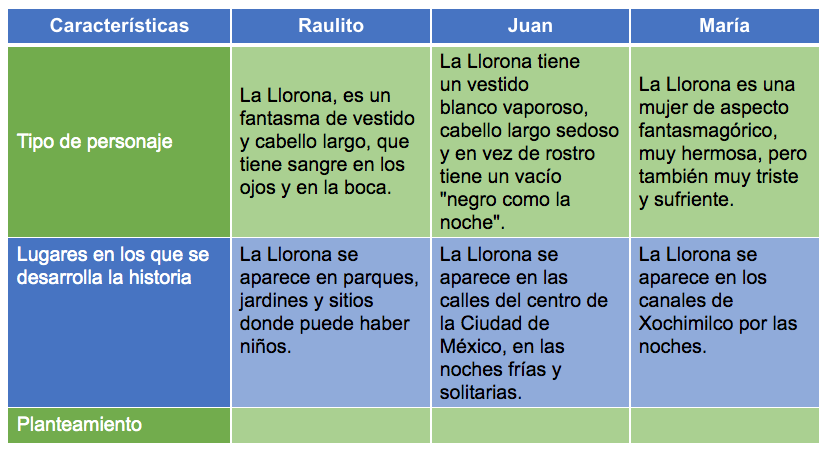 Características
Raulito
Juan
María
Tipo de personaje
La Llorona, es un
fantasma de vestido
y cabello largo, que
tiene sangre en los
ojos y en la boca.
La Llorona tiene
un vestido
blanco vaporoso,
cabello largo sedoso
y en vez de rostro
tiene un vacío
"negro como la
noche".
La Llorona es una
mujer de aspecto
fantasmagórico,
muy hermosa, pero
también muy triste
y sufriente.
Lugares en los que se
desarrolla la historia
La Llorona se
aparece en parques,
jardines y sitios
donde puede haber
niños.
La Llorona se
aparece en las
calles del centro de
la Ciudad de
México, en las
noches frías y
solitarias.
La Llorona se
aparece en los
canales de
Xochimilco por las
noches.
Planteamiento